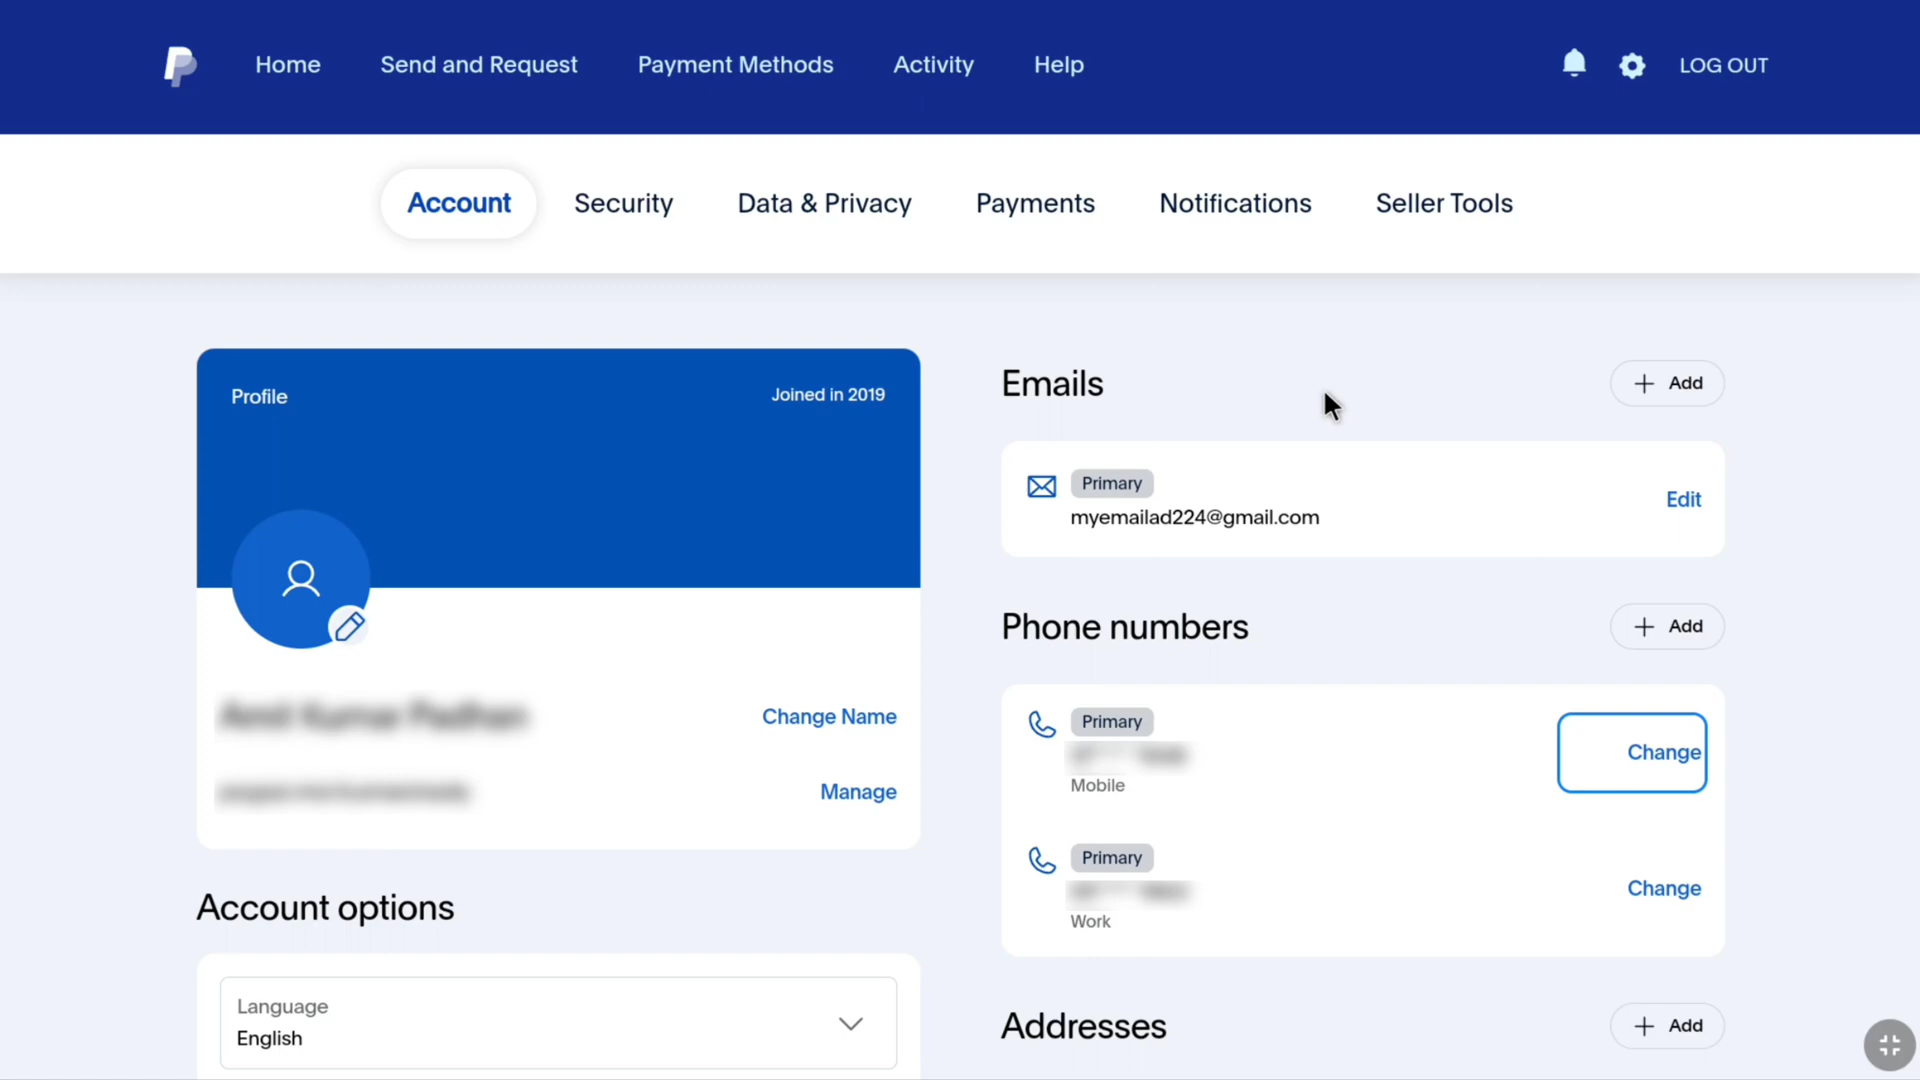 Home Send and Request Payment Methods Activity Help LOG OUT
Account Security Data & Privacy Payments Notifications Seller Tools
Profile Joined in 2019
Change Name
Manage
Account options
Language
English
Emails + Add
Primary
myemailad224@gmail.com
Edit
Phone numbers + Add
Primary
Mobile
Change
Primary
Work
Change
Addresses + Add